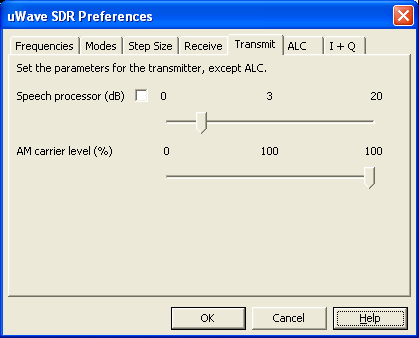 uWave SDR Preferences
Frequencies Modes Step Size Receive Transmit ALC I + Q
Set the parameters for the transmitter, except ALC.
Speech processor (dB) 0 3 20
AM carrier level (%) 0 100 100
OK Cancel Help